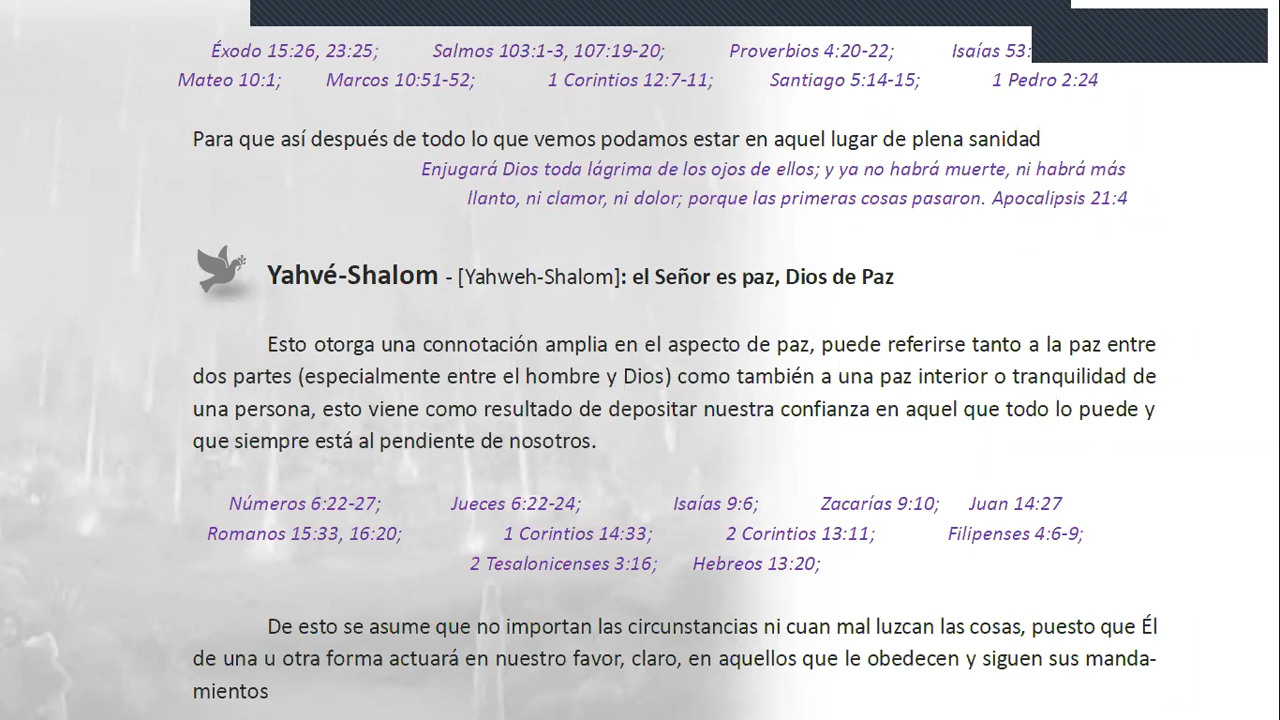 Éxodo 15:26, 23:25; Salmos 103:1-3, 107:19-20; Proverbios 4:20-22; Isaías 53:
Mateo 10:1; Marcos 10:51-52; 1 Corintios 12:7-11; Santiago 5:14-15; 1 Pedro 2:24
Para que así después de todo lo que vemos podamos estar en aquel lugar de plena sanidad
Enjugará Dios toda lágrima de los ojos de ellos; y ya no habrá muerte, ni habrá más
llanto, ni clamor, ni dolor; porque las primeras cosas pasaron. Apocalipsis 21:4
Yahvé-Shalom - [Yahweh-Shalom]: el Señor es paz, Dios de Paz
Esto otorga una connotación amplia en el aspecto de paz, puede referirse tanto a la paz entre
dos partes (especialmente entre el hombre y Dios) como también a una paz interior o tranquilidad de
una persona, esto viene como resultado de depositar nuestra confianza en aquel que todo lo puede y
que siempre está al pendiente de nosotros.
Números 6:22-27; Jueces 6:22-24; Isaías 9:6; Zacarías 9:10; Juan 14:27
Romanos 15:33, 16:20; 1 Corintios 14:33; 2 Corintios 13:11; Filipenses 4:6-9;
2 Tesalonicenses 3:16; Hebreos 13:20;
De esto se asume que no importan las circunstancias ni cuan mal luzcan las cosas, puesto que Él
de una u otra forma actuará en nuestro favor, claro, en aquellos que le obedecen y siguen sus manda-
mientos